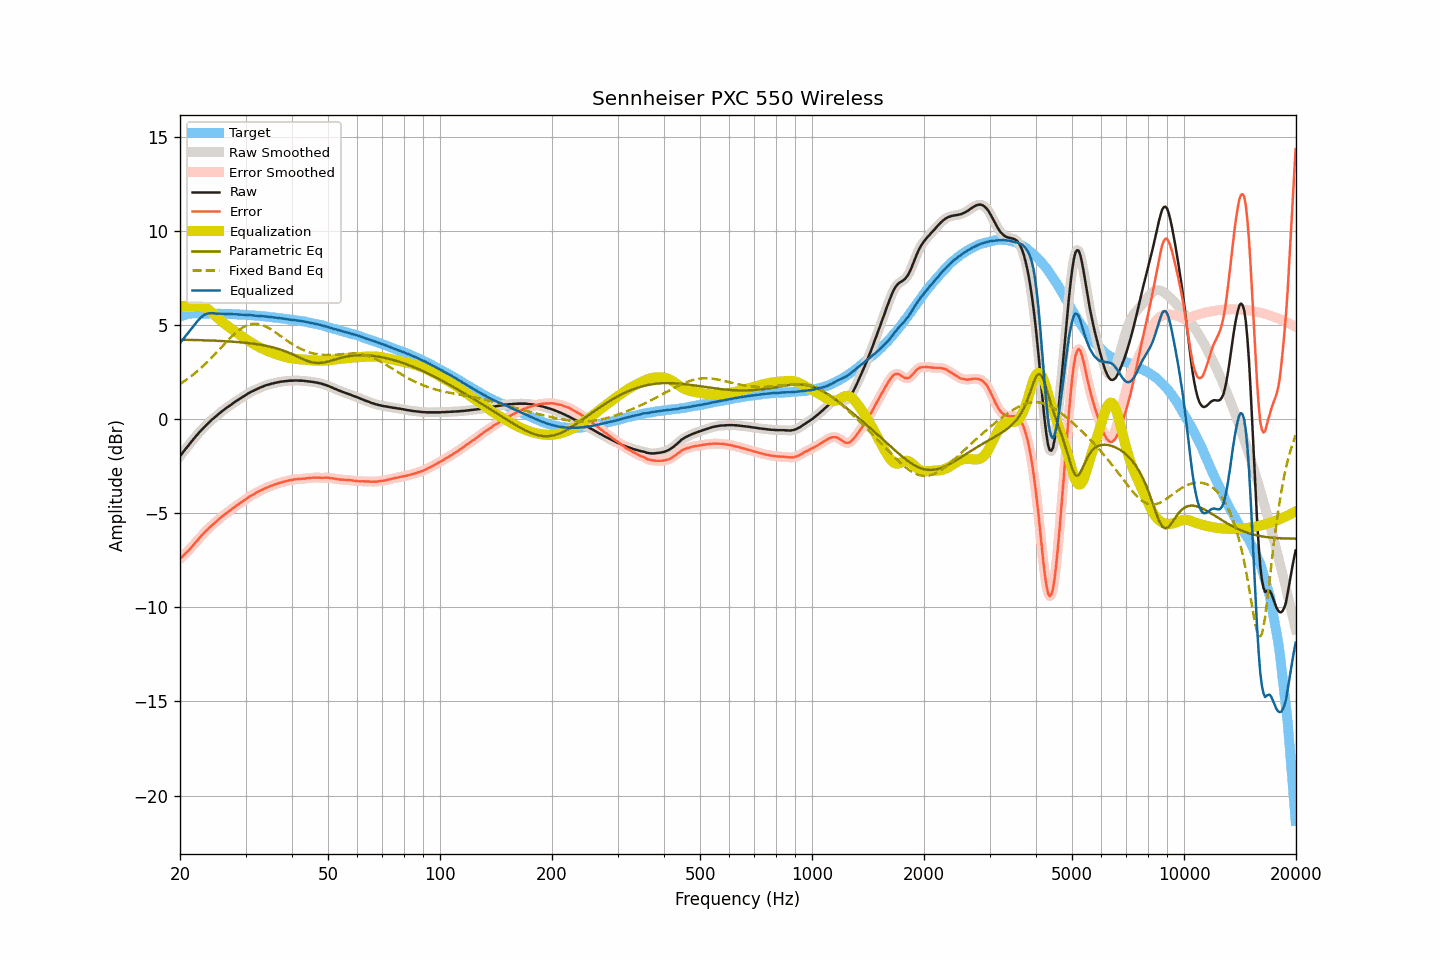 Sennheiser PXC 550 Wireless
Target
Raw Smoothed
Error Smoothed
Raw
Error
Equalization
Parametric Eq
Fixed Band Eq
Equalized
15
10
5
0
−5
−10
−15
−20
Amplitude (dBr)
20 50 100 200 500 1000 2000 5000 10000 20000
Frequency (Hz)